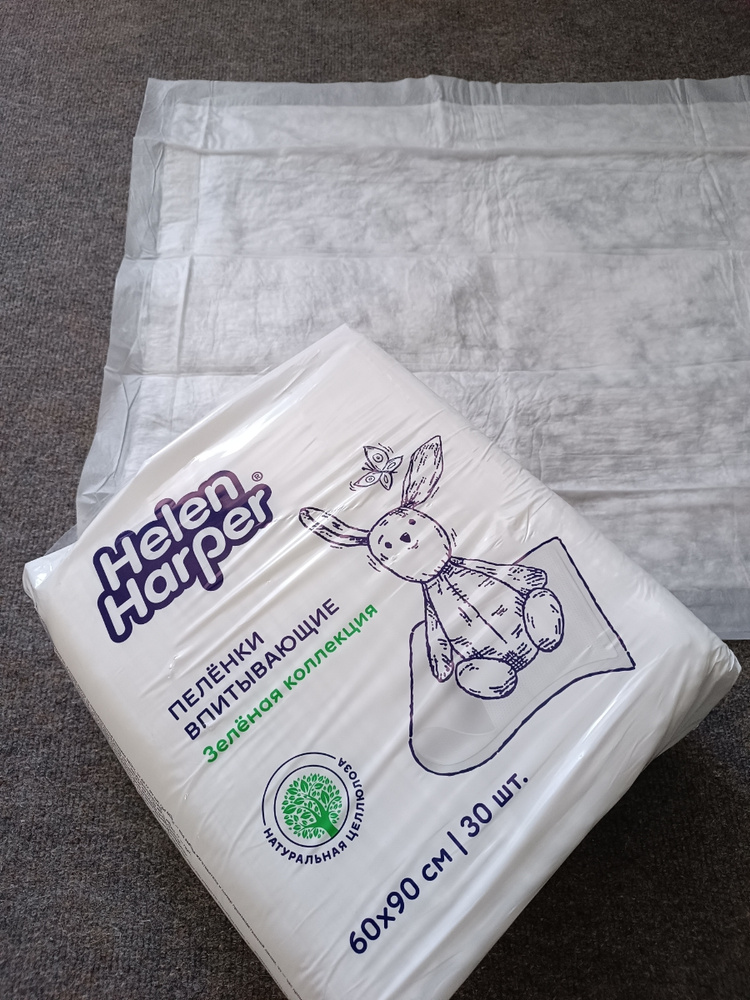 Helen
Harper®
ПЕЛЁНКИ
ВПИТЫВАЮЩИЕ
Зелёная коллекция
НАТУРАЛЬНАЯ ЦЕЛЛЮЛОЗА
60х90 см | 30 шт.